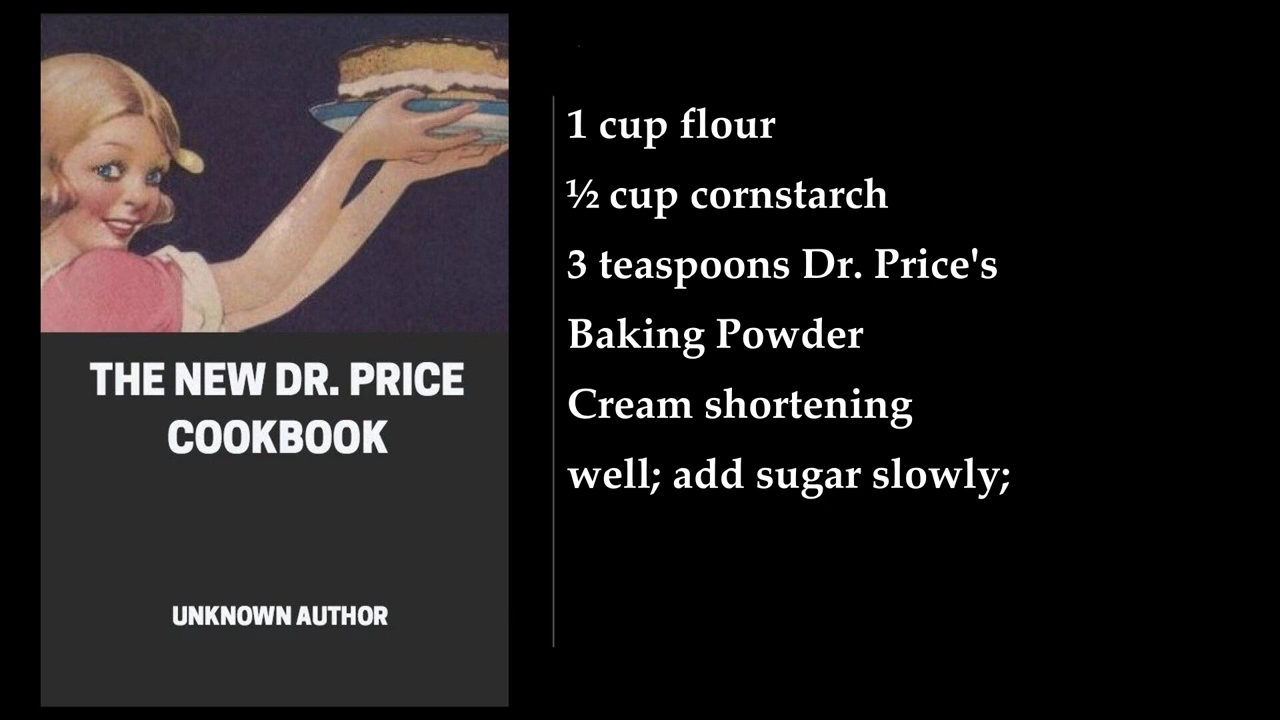 THE NEW DR. PRICE
COOKBOOK
UNKNOWN AUTHOR
1 cup flour
½ cup cornstarch
3 teaspoons Dr. Price's
Baking Powder
Cream shortening
well; add sugar slowly;